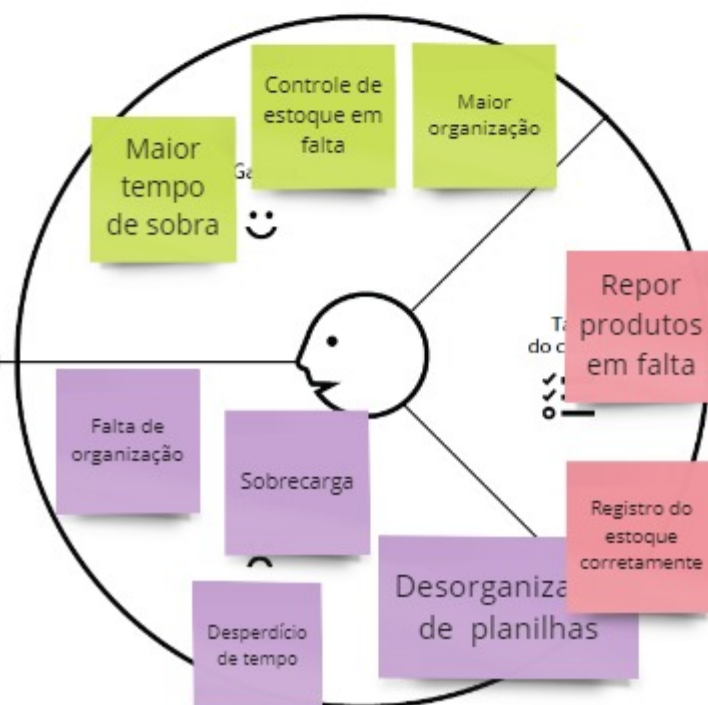 Controle de
estoque em
falta
Maior
organização
Maior
tempo
de sobra
Repor
produtos
em falta
do
Falta de
organização
Sobrecarga
Registro do
estoque
corretamente
de planilhas
Desperdício
de tempo